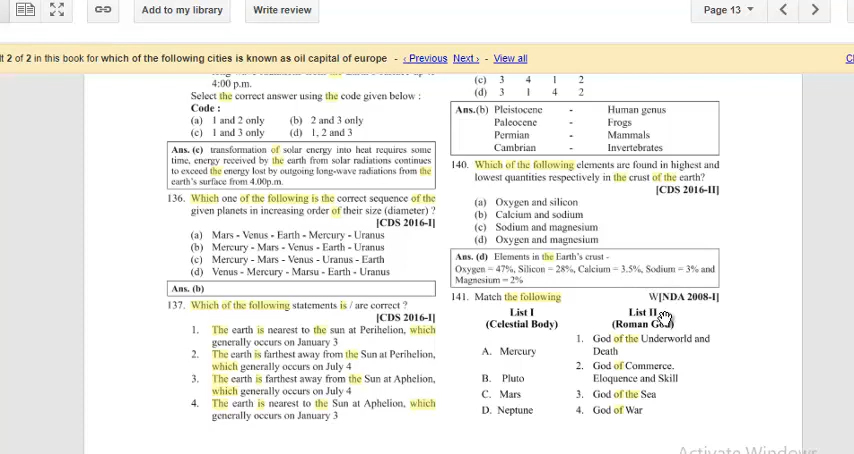 Add to my library
Write review
Page 13
lt 2 of 2 in this book for which of the following cities is known as oil capital of europe - ‹ Previous Next › - View all
4:00 p.m.
Select the correct answer using the code given below :
Code :
(a) 1 and 2 only (b) 2 and 3 only
(c) 1 and 3 only (d) 1, 2 and 3
Ans. (c) transformation of solar energy into heat requires some
time, energy received by the earth from solar radiations continues
to exceed the energy lost by outgoing long-wave radiations from the
earth's surface from 4.00p.m.
136. Which one of the following is the correct sequence of the
given planets in increasing order of their size (diameter) ?
[CDS 2016-I]
(a) Mars - Venus - Earth - Mercury - Uranus
(b) Mercury - Mars - Venus - Earth - Uranus
(c) Mercury - Mars - Venus - Uranus - Earth
(d) Venus - Mercury - Marsu - Earth - Uranus
Ans. (b)
137. Which of the following statements is / are correct ?
[CDS 2016-I]
1. The earth is nearest to the sun at Perihelion, which
generally occurs on January 3
2. The earth is farthest away from the Sun at Perihelion,
which generally occurs on July 4
3. The earth is farthest away from the Sun at Aphelion,
which generally occurs on July 4
4. The earth is nearest to the Sun at Aphelion, which
generally occurs on January 3
(c) 3 4 1 2
(d) 3 1 4 2
Ans.(b) Pleistocene - Human genus
Paleocene - Frogs
Permian - Mammals
Cambrian - Invertebrates
140. Which of the following elements are found in highest and
lowest quantities respectively in the crust of the earth?
[CDS 2016-II]
(a) Oxygen and silicon
(b) Calcium and sodium
(c) Sodium and magnesium
(d) Oxygen and magnesium
Ans. (d) Elements in the Earth's crust -
Oxygen = 47%, Silicon = 28%, Calcium = 3.5%, Sodium = 3% and
Magnesium = 2%
141. Match the following W[NDA 2008-I]
List I List II
(Celestial Body) (Roman God)
1. God of the Underworld and
A. Mercury Death
2. God of Commerce.
B. Pluto Eloquence and Skill
C. Mars 3. God of the Sea
D. Neptune 4. God of War
Activate Windows